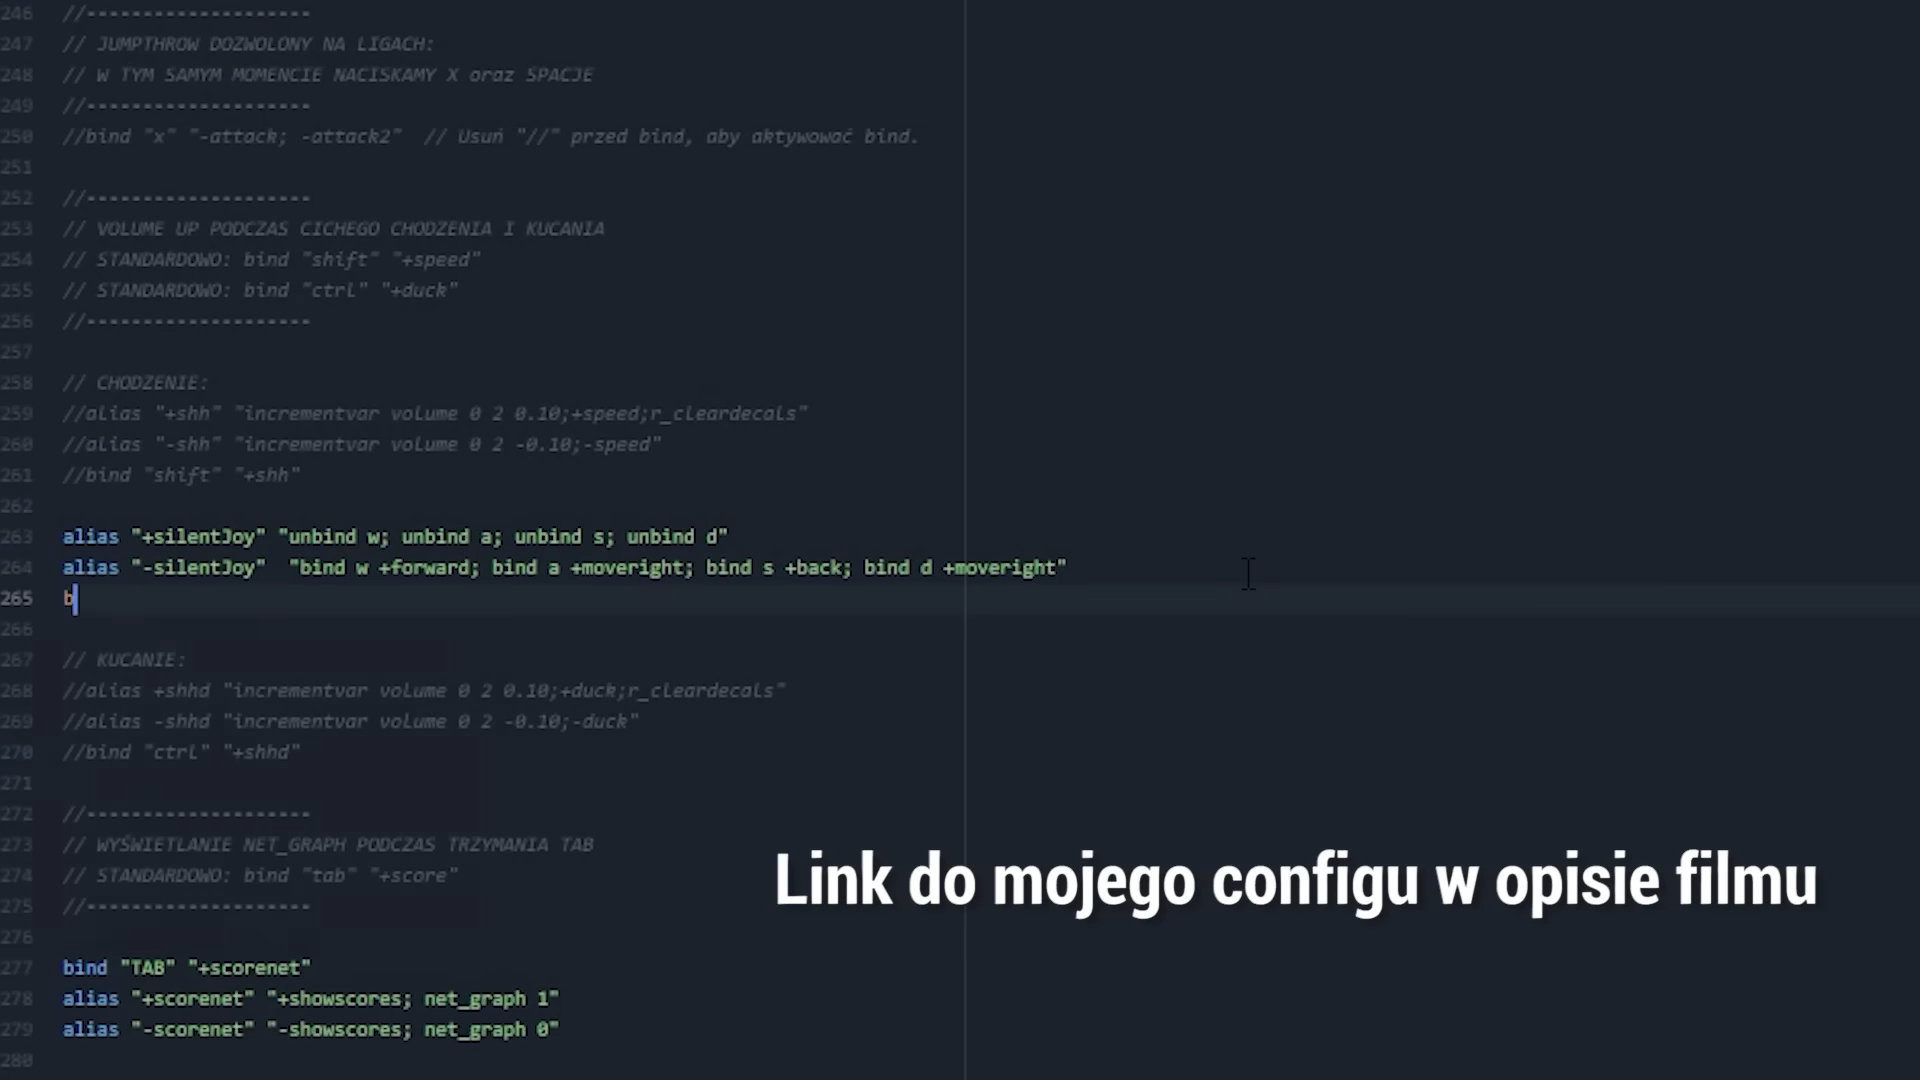 246 //--------------------
247 // JUMPTHROW DOZWOLONY NA LIGACH:
248 // W TYM SAMYM MOMENCIE NACISKAMY X oraz SPACJE
249 //--------------------
250 //bind "x" "-attack; -attack2"  // Usuń "//" przed bind, aby aktywować bind.
251
252 //--------------------
253 // VOLUME UP PODCZAS CICHEGO CHODZENIA I KUCANIA
254 // STANDARDOWO: bind "shift" "+speed"
255 // STANDARDOWO: bind "ctrl" "+duck"
256 //--------------------
257
258 // CHODZENIE:
259 //alias "+shh" "incrementvar volume 0 2 0.10;+speed;r_cleardecals"
260 //alias "-shh" "incrementvar volume 0 2 -0.10;-speed"
261 //bind "shift" "+shh"
262
263 alias "+silentJoy" "unbind w; unbind a; unbind s; unbind d"
264 alias "-silentJoy"  "bind w +forward; bind a +moveright; bind s +back; bind d +moveright"
265 b
266
267 // KUCANIE:
268 //alias +shhd "incrementvar volume 0 2 0.10;+duck;r_cleardecals"
269 //alias -shhd "incrementvar volume 0 2 -0.10;-duck"
270 //bind "ctrl" "+shhd"
271
272 //--------------------
273 // WYŚWIETLANIE NET_GRAPH PODCZAS TRZYMANIA TAB
274 // STANDARDOWO: bind "tab" "+score"
275 //--------------------
Link do mojego configu w opisie filmu
276
277 bind "TAB" "+scorenet"
278 alias "+scorenet" "+showscores; net_graph 1"
279 alias "-scorenet" "-showscores; net_graph 0"
280